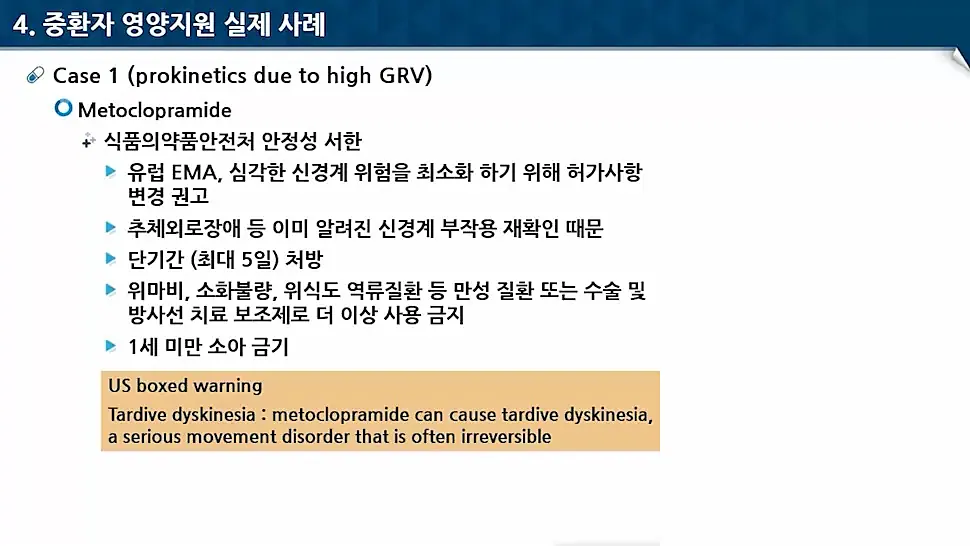 4. 중환자 영양지원 실제 사례
Case 1 (prokinetics due to high GRV)
Metoclopramide
식품의약품안전처 안정성 서한
유럽 EMA, 심각한 신경계 위험을 최소화 하기 위해 허가사항
변경 권고
추체외로장애 등 이미 알려진 신경계 부작용 재확인 때문
단기간 (최대 5일) 처방
위마비, 소화불량, 위식도 역류질환 등 만성 질환 또는 수술 및
방사선 치료 보조제로 더 이상 사용 금지
1세 미만 소아 금기
US boxed warning
Tardive dyskinesia : metoclopramide can cause tardive dyskinesia,
a serious movement disorder that is often irreversible